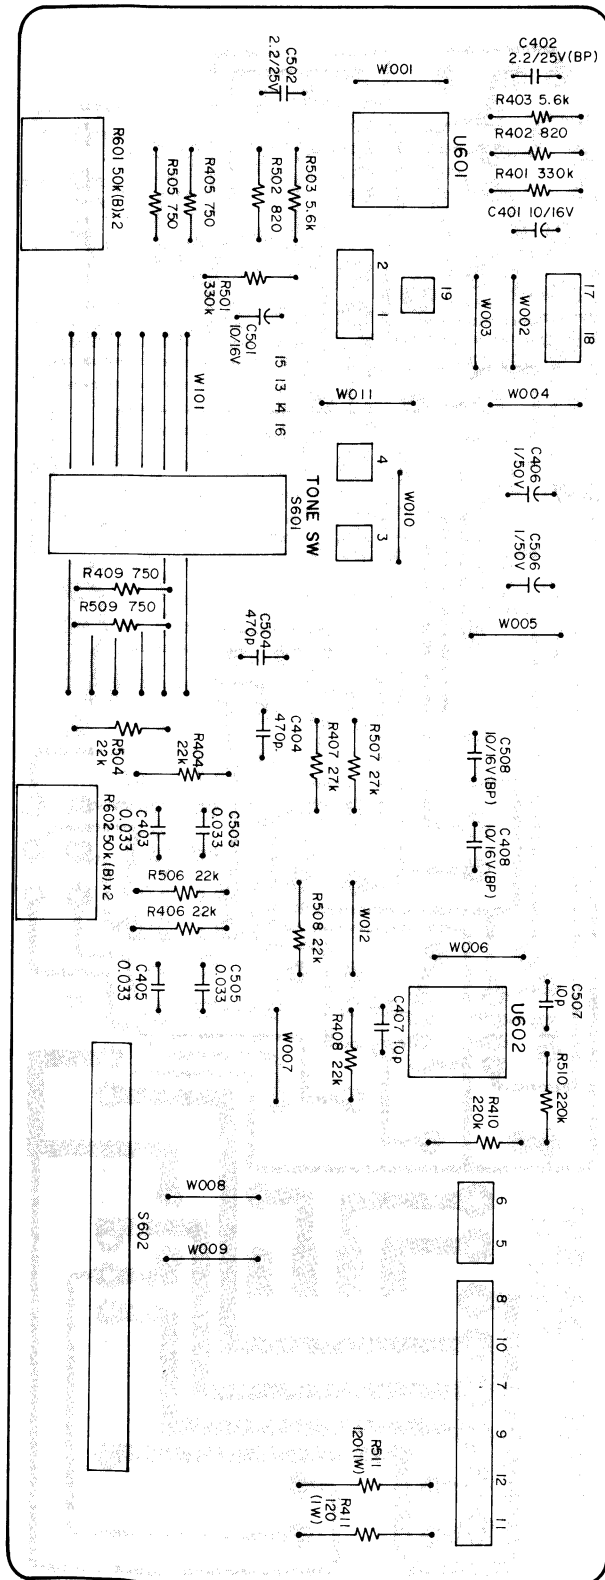 C402
2.2/25V(BP)
R403 5.6k
R402 820
R401 330k
C401 10/16V
W001
C502
2.2/25V
U601
R601 50k(B)x2
R505 750
R405 750
R502 820
R503 5.6k
R501
330k
C501
10/16V
2
1
19
17
18
W003
W002
W004
W011
W101
15 13 14 16
TONE SW
S601
4
3
W010
C406
1/50V
C506
1/50V
W005
R409 750
R509 750
C504
470p
C404
470p.
R504
22k
R404
22k
R407 27k
R507 27k
C508
10/16V(BP)
C408
10/16V(BP)
R602 50k(B)x2
C403
0.033
C503
0.033
R506 22k
R406 22k
C405
0.033
C505
0.033
R508 22k
W012
W006
W007
R408 22k
C407 10p
U602
C507
10p
R510 220k
R410
220k
S602
W008
W009
6
5
8
10
7
9
12
11
R511
120(1W)
R411
120
(1W)